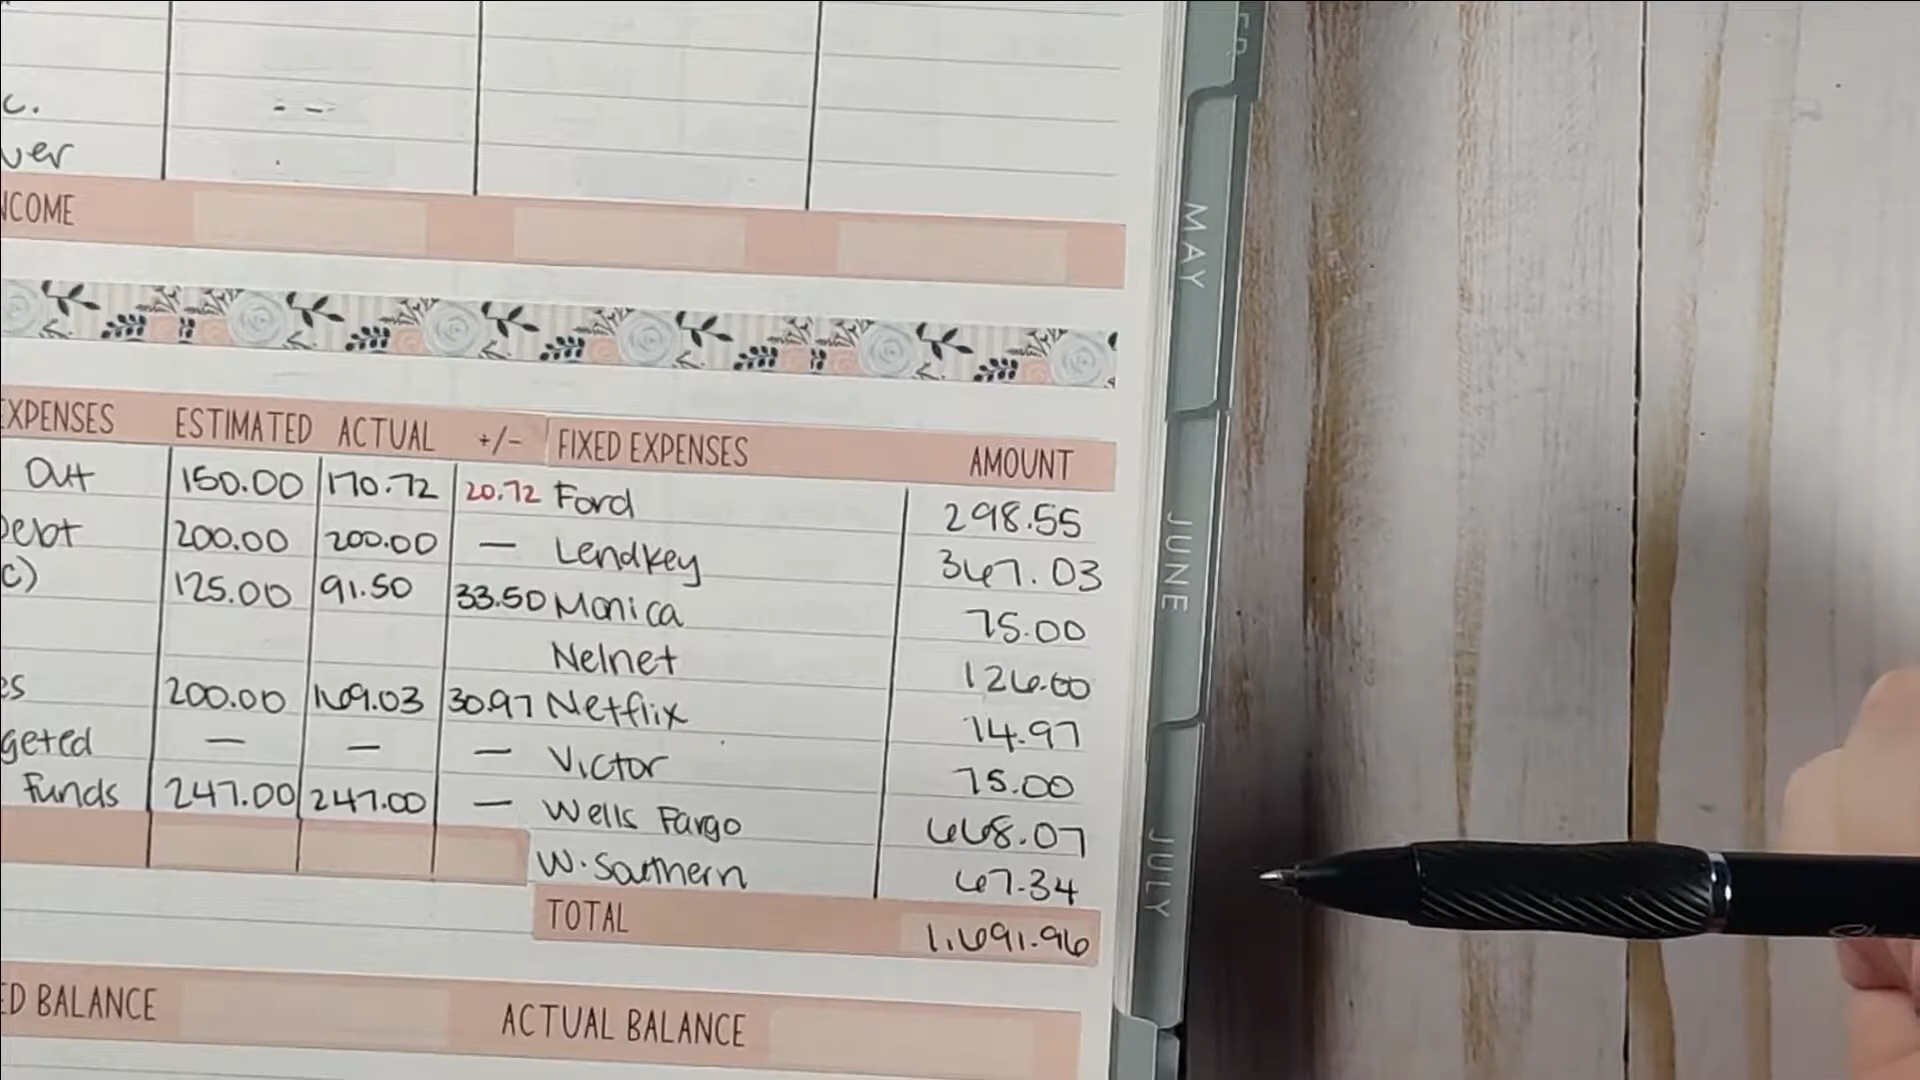 c.
- -
ver
NCOME
EXPENSES ESTIMATED ACTUAL +/- FIXED EXPENSES AMOUNT
Out 150.00 170.72 20.72 Ford 298.55
Debt 200.00 200.00 — Lendkey 367.03
c) 125.00 91.50 33.50 Monica 75.00
Nelnet 126.00
es 200.00 169.03 30.97 Netflix 14.97
geted — — — Victor 75.00
Funds 247.00 247.00 — Wells Fargo 668.07
W. Southern 67.34
TOTAL 1,691.96
ED BALANCE ACTUAL BALANCE
MAY
JUNE
JULY